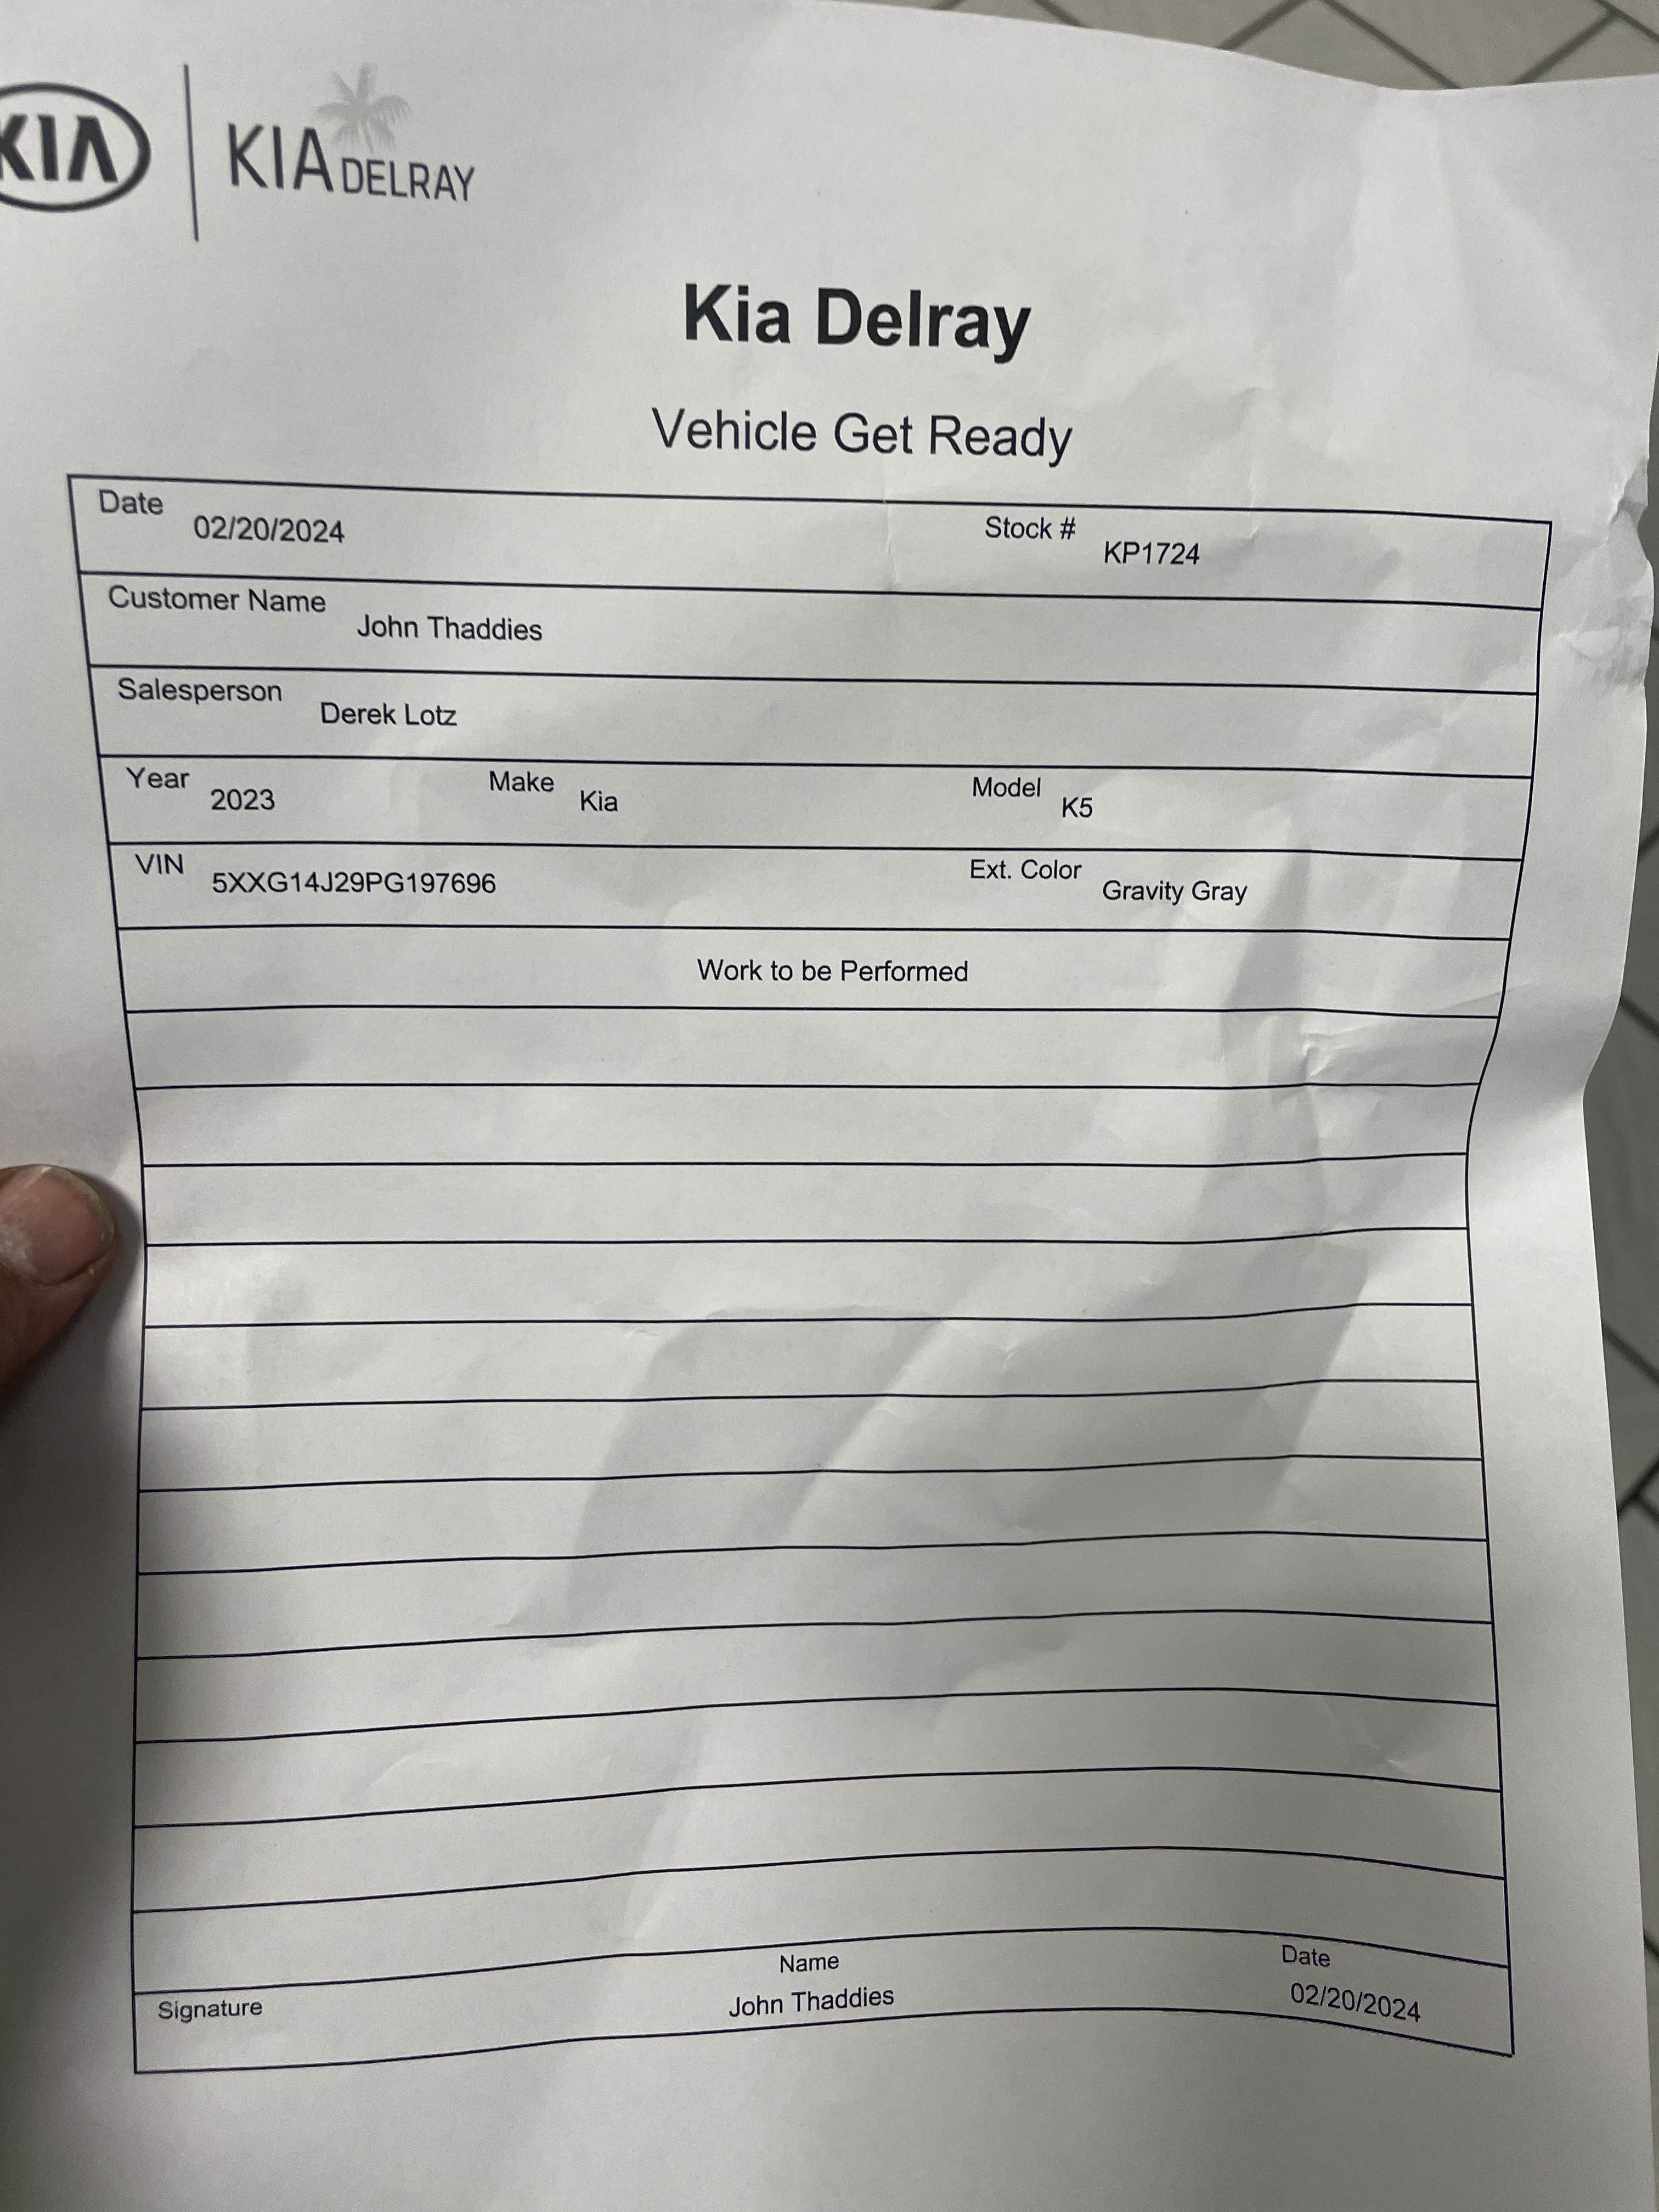 KIA KIA DELRAY
Kia Delray
Vehicle Get Ready
Date 02/20/2024 Stock # KP1724
Customer Name John Thaddies
Salesperson Derek Lotz
Year 2023 Make Kia Model K5
VIN 5XXG14J29PG197696 Ext. Color Gravity Gray
Work to be Performed
Signature Name John Thaddies Date 02/20/2024